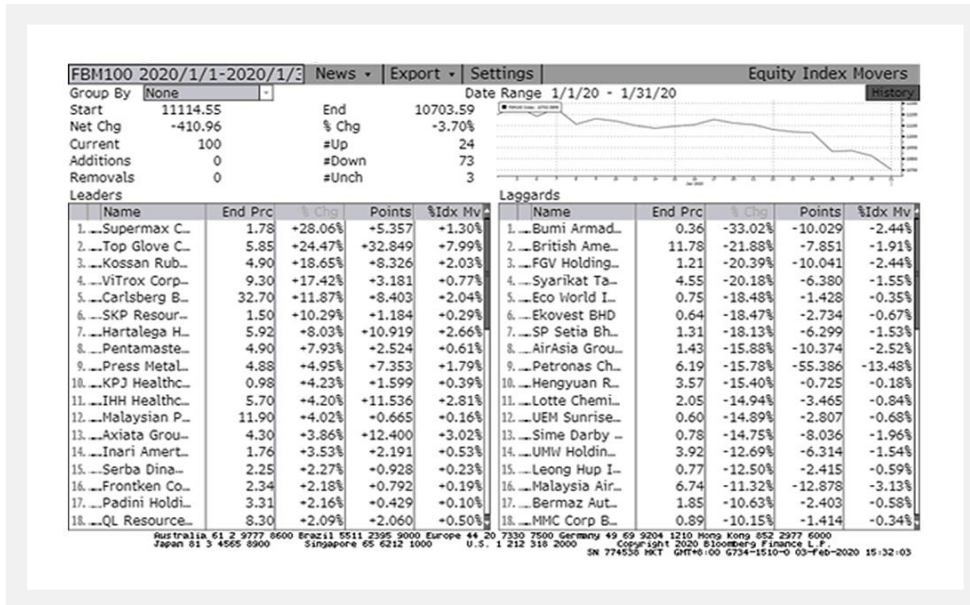 FBM100 2020/1/1-2020/1/3 News Export Settings Equity Index Movers
Group By None Date Range 1/1/20 - 1/31/20 History
Start 11114.55 End 10703.59
Net Chg -410.96 % Chg -3.70%
Current 100 #Up 24
Additions 0 #Down 73
Removals 0 #Unch 3
Leaders Laggards
Name End Prc % Chg Points %Idx Mv Name End Prc % Chg Points %Idx Mv
1. Supermax C… 1.78 +28.06% +5.357 +1.30% 1. Bumi Armad… 0.36 -33.02% -10.029 -2.44%
2. Top Glove C… 5.85 +24.47% +32.849 +7.99% 2. British Ame… 11.78 -21.88% -7.851 -1.91%
3. Kossan Rub… 4.90 +18.65% +8.326 +2.03% 3. FGV Holding… 1.21 -20.39% -10.041 -2.44%
4. ViTrox Corp… 9.30 +17.42% +3.181 +0.77% 4. Syarikat Ta… 4.55 -20.18% -6.380 -1.55%
5. Carlsberg B… 32.70 +11.87% +8.403 +2.04% 5. Eco World I… 0.75 -18.48% -1.428 -0.35%
6. SKP Resour… 1.50 +10.29% +1.184 +0.29% 6. Ekovest BHD 0.64 -18.47% -2.734 -0.67%
7. Hartalega H… 5.92 +8.03% +10.919 +2.66% 7. SP Setia Bh… 1.31 -18.13% -6.299 -1.53%
8. Pentamaste… 4.90 +7.93% +2.524 +0.61% 8. AirAsia Grou… 1.43 -15.88% -10.374 -2.52%
9. Press Metal… 4.88 +4.95% +7.353 +1.79% 9. Petronas Ch… 6.19 -15.78% -55.386 -13.48%
10. KPJ Healthc… 0.98 +4.23% +1.599 +0.39% 10. Hengyuan R… 3.57 -15.40% -0.725 -0.18%
11. IHH Healthc… 5.70 +4.20% +11.536 +2.81% 11. Lotte Chemi… 2.05 -14.94% -3.465 -0.84%
12. Malaysian P… 11.90 +4.02% +0.665 +0.16% 12. UEM Sunrise… 0.60 -14.89% -2.807 -0.68%
13. Axiata Grou… 4.30 +3.86% +12.400 +3.02% 13. Sime Darby … 0.78 -14.75% -8.036 -1.96%
14. Inari Amert… 1.76 +3.53% +2.191 +0.53% 14. UMW Holdin… 3.92 -12.69% -6.314 -1.54%
15. Serba Dina… 2.25 +2.27% +0.928 +0.23% 15. Leong Hup I… 0.77 -12.50% -2.415 -0.59%
16. Frontken Co… 2.34 +2.18% +0.792 +0.19% 16. Malaysia Air… 6.74 -11.32% -12.878 -3.13%
17. Padini Holdi… 3.31 +2.16% +0.429 +0.10% 17. Bermaz Aut… 1.85 -10.63% -2.403 -0.58%
18. QL Resource… 8.30 +2.09% +2.060 +0.50% 18. MMC Corp B… 0.89 -10.15% -1.414 -0.34%
Australia 61 2 9777 8600 Brazil 5511 2395 9000 Europe 44 20 7330 7500 Germany 49 69 9204 1210 Hong Kong 852 2977 6000
Japan 81 3 4565 8900 Singapore 65 6212 1000 U.S. 1 212 318 2000 Copyright 2020 Bloomberg Finance L.P.
SN 774538 HKT GMT+8:00 G734-1510-0 03-Feb-2020 15:32:03